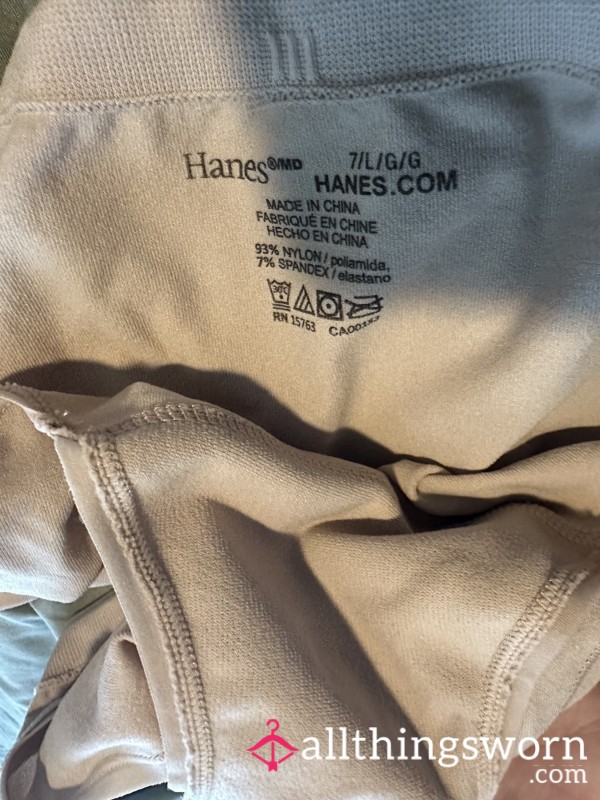 Hanes®/MD 7/L/G/G
HANES.COM
MADE IN CHINA
FABRIQUÉ EN CHINE
HECHO EN CHINA
93% NYLON / poliamida,
7% SPANDEX / elastano
30°C
RN 15763
allthingsworn
.com